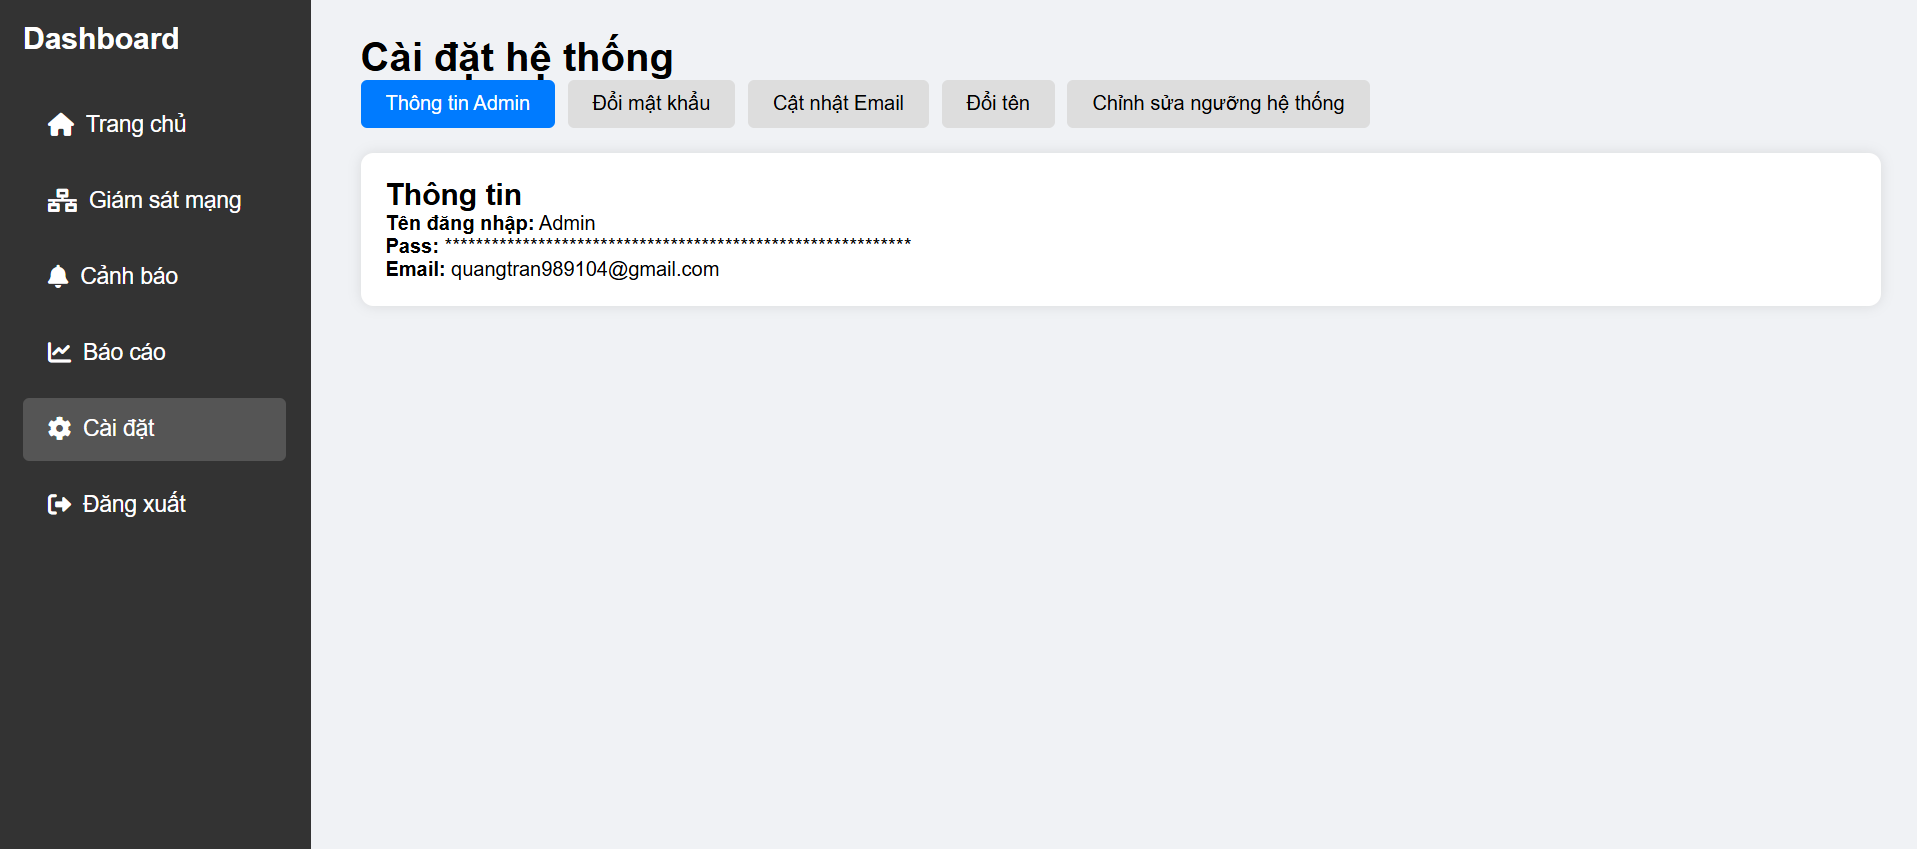 Dashboard
Trang chủ
Giám sát mạng
Cảnh báo
Báo cáo
Cài đặt
Đăng xuất
Cài đặt hệ thống
Thông tin Admin
Đổi mật khẩu
Cật nhật Email
Đổi tên
Chỉnh sửa ngưỡng hệ thống
Thông tin
Tên đăng nhập: Admin
Pass: ************************************************************
Email: quangtran989104@gmail.com